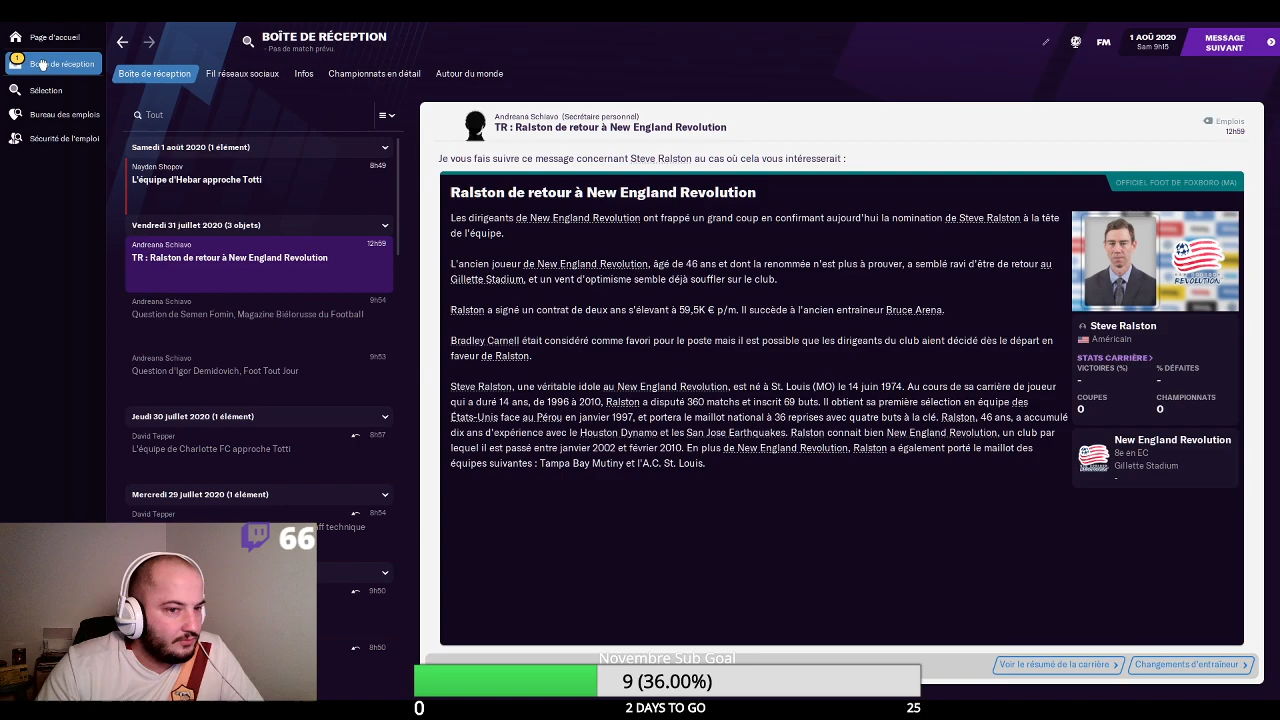 Page d'accueil
1
Boîte de réception
Sélection
Bureau des emplois
Sécurité de l'emploi
BOÎTE DE RÉCEPTION
- Pas de match prévu
FM
1 AOÛ 2020
Sam 9h15
MESSAGE
SUIVANT
Boîte de réception
Fil réseaux sociaux
Infos
Championnats en détail
Autour du monde
Tout
Samedi 1 août 2020 (1 élément)
Nayden Shopov
8h49
L'équipe d'Hebar approche Totti
Vendredi 31 juillet 2020 (3 objets)
Andreana Schiavo
12h59
TR : Ralston de retour à New England Revolution
Andreana Schiavo
9h54
Question de Semen Fomin, Magazine Biélorusse du Football
Andreana Schiavo
9h53
Question d'Igor Demidovich, Foot Tout Jour
Jeudi 30 juillet 2020 (1 élément)
David Tepper
8h57
L'équipe de Charlotte FC approche Totti
Mercredi 29 juillet 2020 (1 élément)
David Tepper
8h54
aff technique
9h50
8h50
66
Andreana Schiavo (Secrétaire personnel)
TR : Ralston de retour à New England Revolution
Emplois
12h59
Je vous fais suivre ce message concernant Steve Ralston au cas où cela vous intéresserait :
OFFICIEL FOOT DE FOXBORO (MA)
Ralston de retour à New England Revolution
Les dirigeants de New England Revolution ont frappé un grand coup en confirmant aujourd'hui la nomination de Steve Ralston à la tête
de l'équipe.
L'ancien joueur de New England Revolution, âgé de 46 ans et dont la renommée n'est plus à prouver, a semblé ravi d'être de retour au
Gillette Stadium, et un vent d'optimisme semble déjà souffler sur le club.
Ralston a signé un contrat de deux ans s'élevant à 59,5K € p/m. Il succède à l'ancien entraîneur Bruce Arena.
Bradley Carnell était considéré comme favori pour le poste mais il est possible que les dirigeants du club aient décidé dès le départ en
faveur de Ralston.
Steve Ralston, une véritable idole au New England Revolution, est né à St. Louis (MO) le 14 juin 1974. Au cours de sa carrière de joueur
qui a duré 14 ans, de 1996 à 2010, Ralston a disputé 360 matchs et inscrit 69 buts. Il obtient sa première sélection en équipe des
États-Unis face au Pérou en janvier 1997, et portera le maillot national à 36 reprises avec quatre buts à la clé. Ralston, 46 ans, a accumulé
dix ans d'expérience avec le Houston Dynamo et les San Jose Earthquakes. Ralston connait bien New England Revolution, un club par
lequel il est passé entre janvier 2002 et février 2010. En plus de New England Revolution, Ralston a également porté le maillot des
équipes suivantes : Tampa Bay Mutiny et l'A.C. St. Louis.
REVOLUTION
Steve Ralston
Américain
STATS CARRIÈRE >
VICTOIRES (%)
% DÉFAITES
-
-
COUPES
CHAMPIONNATS
0
0
New England Revolution
8e en EC
Gillette Stadium
-
Voir le résumé de la carrière >
Changements d'entraîneur >
Novembre Sub Goal
9 (36.00%)
0
2 DAYS TO GO
25